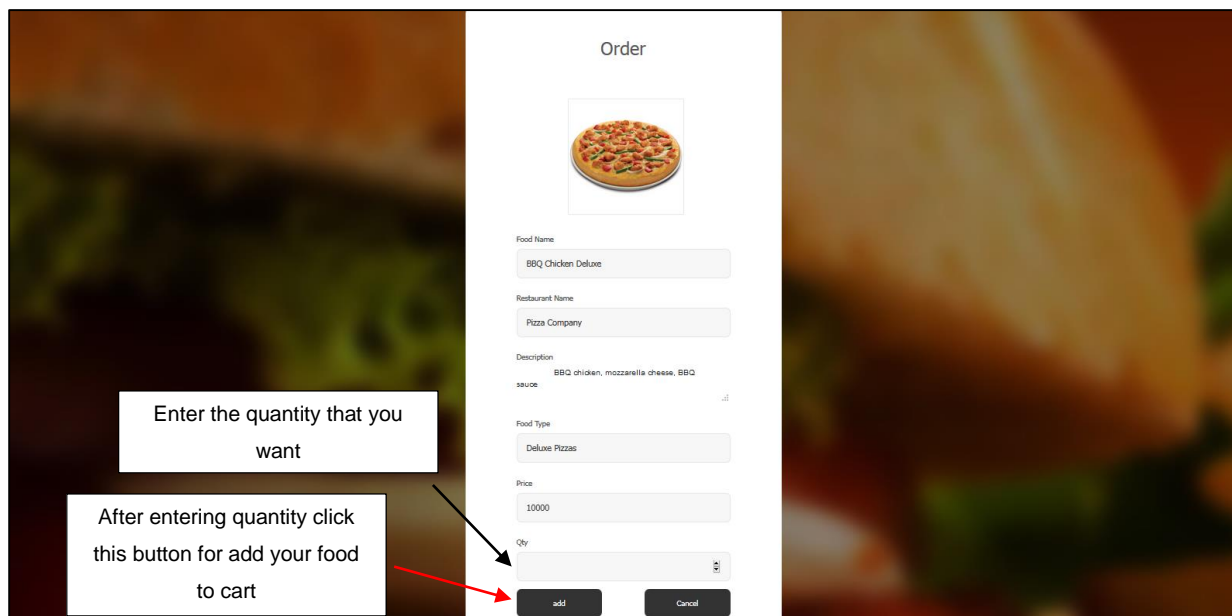 Order
Food Name
BBQ Chicken Deluxe
Restaurant Name
Pizza Company
Description
BBQ chicken, mozzarella cheese, BBQ
sauce
Food Type
Deluxe Pizzas
Price
10000
Qty
add
Cancel
Enter the quantity that you
want
After entering quantity click
this button for add your food
to cart